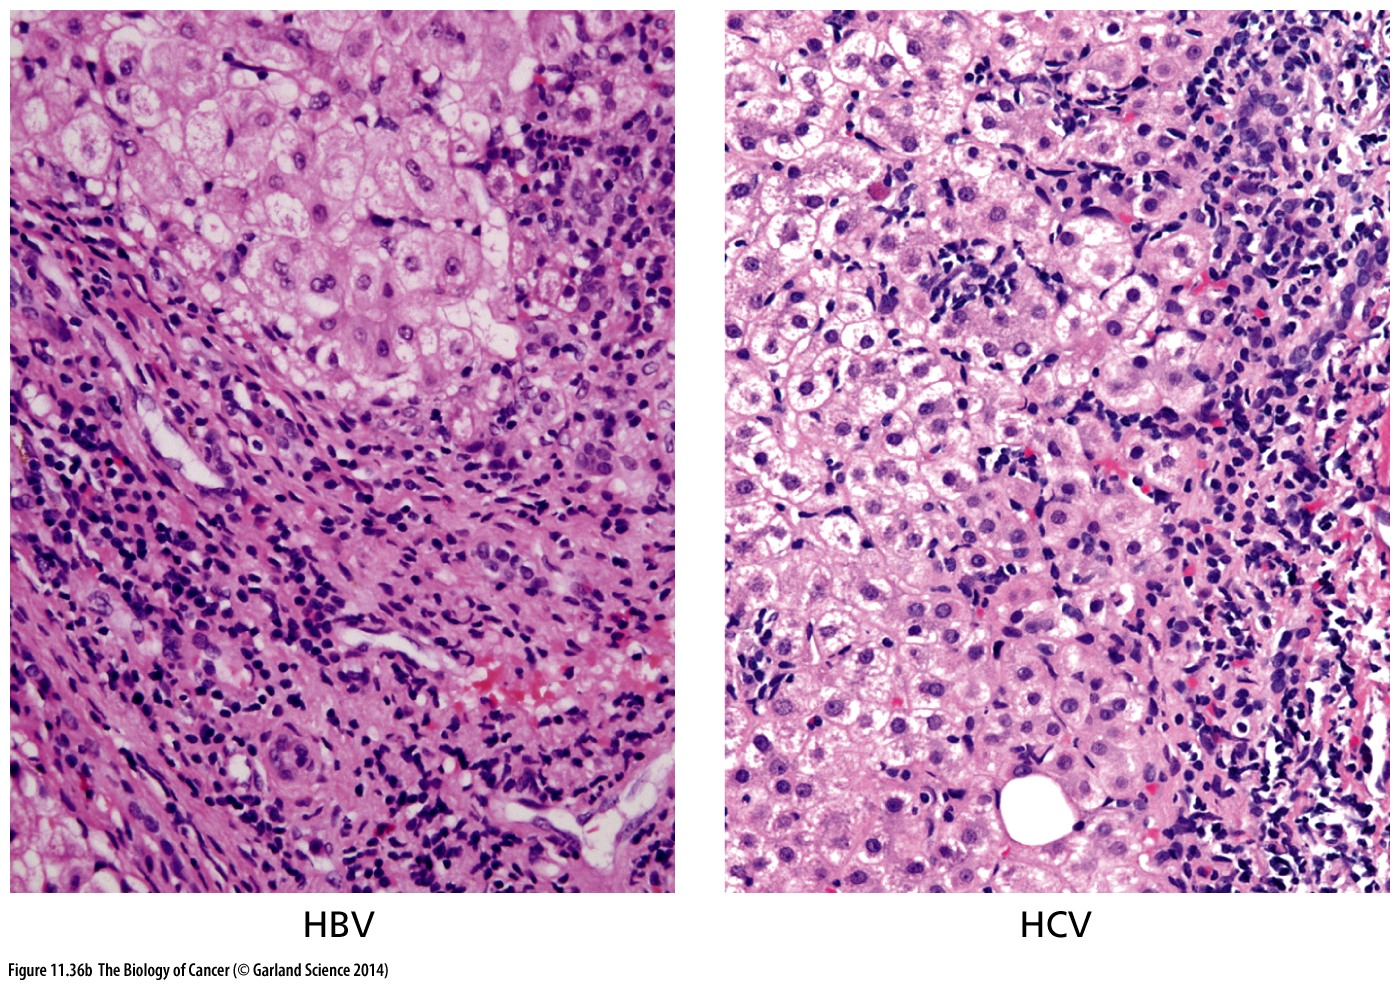 HBV
HCV
Figure 11.36b The Biology of Cancer (© Garland Science 2014)